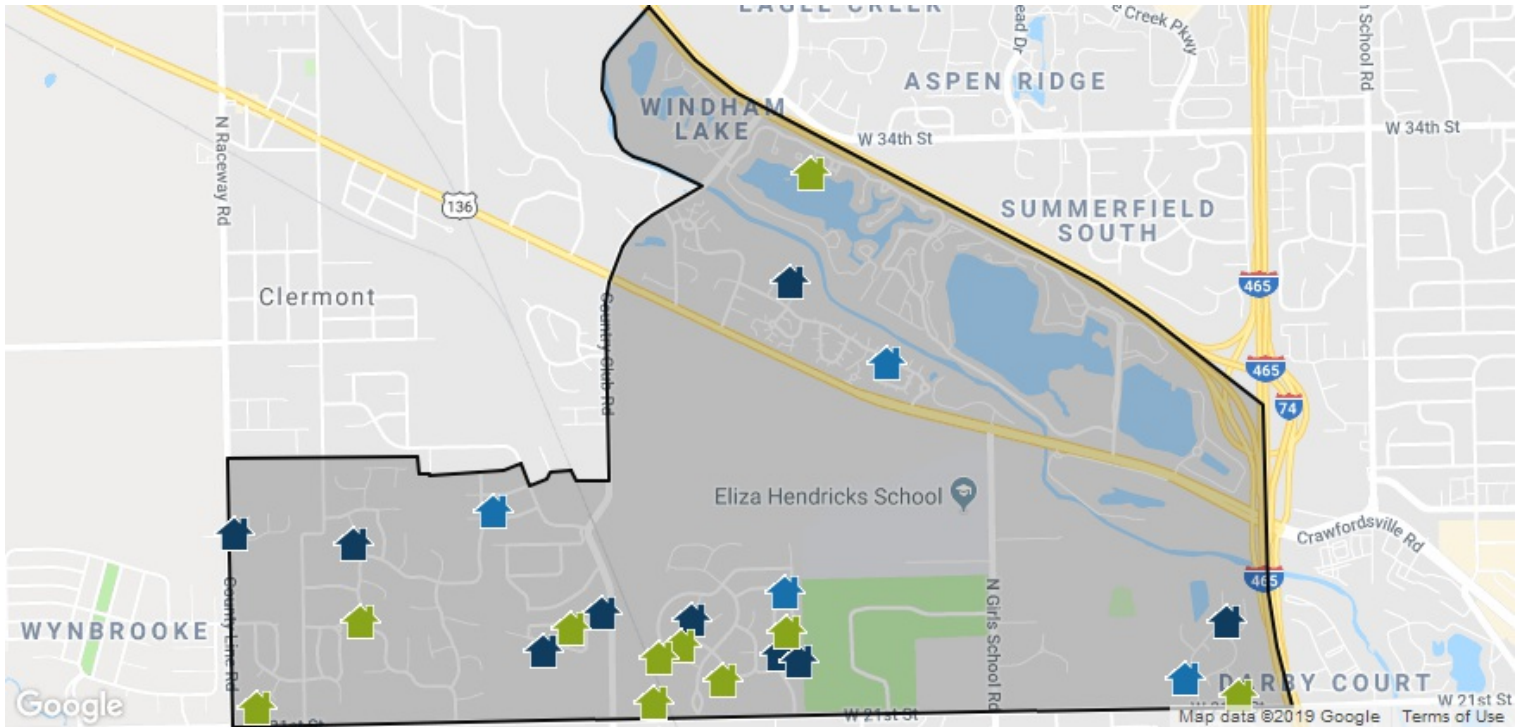 EAGLE CREEK
Creek Pkwy
ASPEN RIDGE
WINDHAM
LAKE
W 34th St
W 34th St
N Raceway Rd
136
SUMMERFIELD
SOUTH
465
Clermont
Country Club Rd
465
74
Eliza Hendricks School
Crawfordsville Rd
465
County Line Rd
N Girls School Rd
WYNBROOKE
DARBY COURT
Google
W 21st St
W 21st St
Map data ©2019 Google
Terms of Use